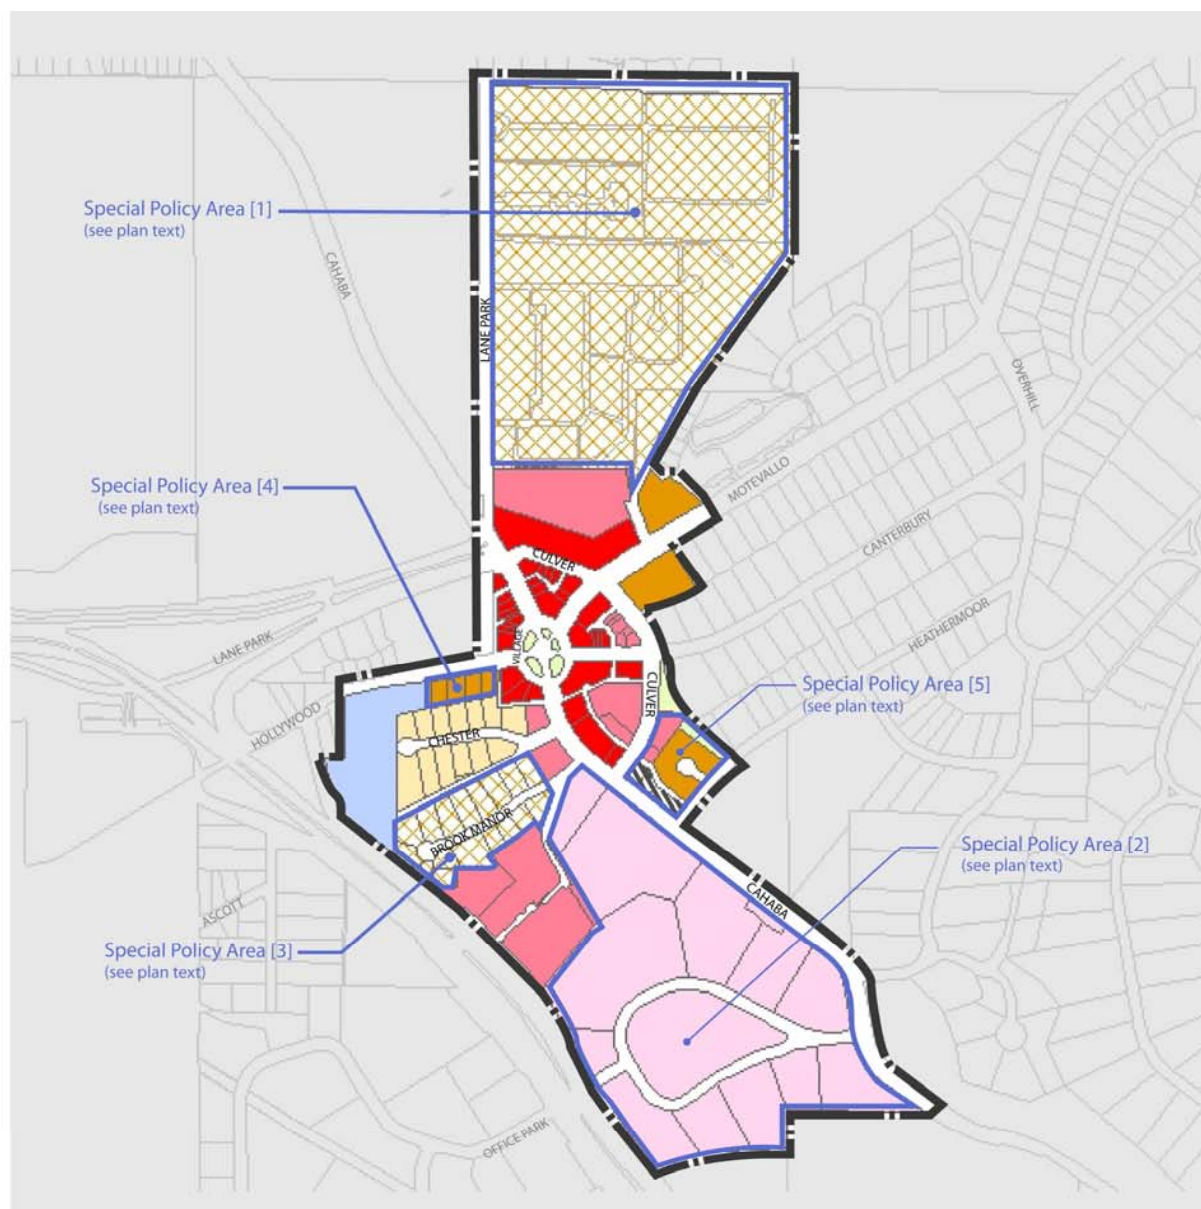 Special Policy Area [1]
(see plan text)
CAHABA
LANE PARK
OVERHILL
MOTEVALLO
Special Policy Area [4]
(see plan text)
CANTERBURY
CULVER
HEATHERMOOR
LANE PARK
VILLAGE
CULVER
Special Policy Area [5]
(see plan text)
HOLLYWOOD
CHESTER
BROOK MANOR
Special Policy Area [2]
(see plan text)
CAHABA
ASCOTT
Special Policy Area [3]
(see plan text)
OFFICE PARK